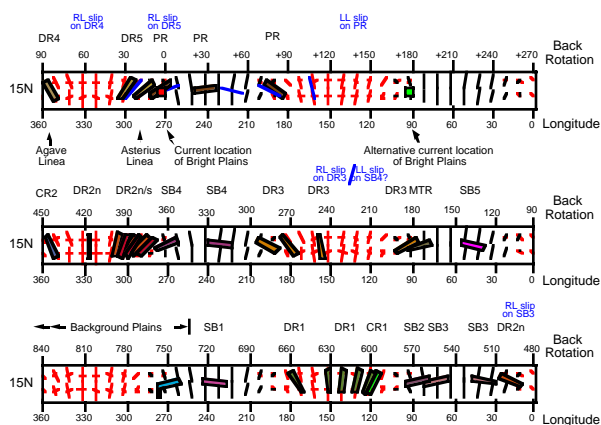 RL slip on DR4
RL slip on DR5
LL slip on PR
DR4 DR5 PR PR PR
90 30 0 +30 +60 +120 +150 +180 +210 +240 +270
Back Rotation
15N
360 330 300 270 240 210 180 150 120 90 60 30 0
Longitude
Agave Linea
Asterius Linea
Current location of Bright Plains
Alternative current location of Bright Plains
RL slip on DR3
LL slip on SB4?
CR2 DR2n DR2n/s SB4 SB4 DR3 DR3 DR3 MTR SB5
450 420 390 360 330 300 270 240 210 180 150 120 90
Back Rotation
15N
360 330 300 270 240 210 180 150 120 90 60 30 0
Longitude
RL slip on SB3
Background Plains SB1 DR1 DR1 CR1 SB2 SB3 SB3 DR2n
840 810 780 750 720 690 660 630 600 570 540 510 480
Back Rotation
15N
360 330 300 270 240 210 180 150 120 90 60 30 0
Longitude